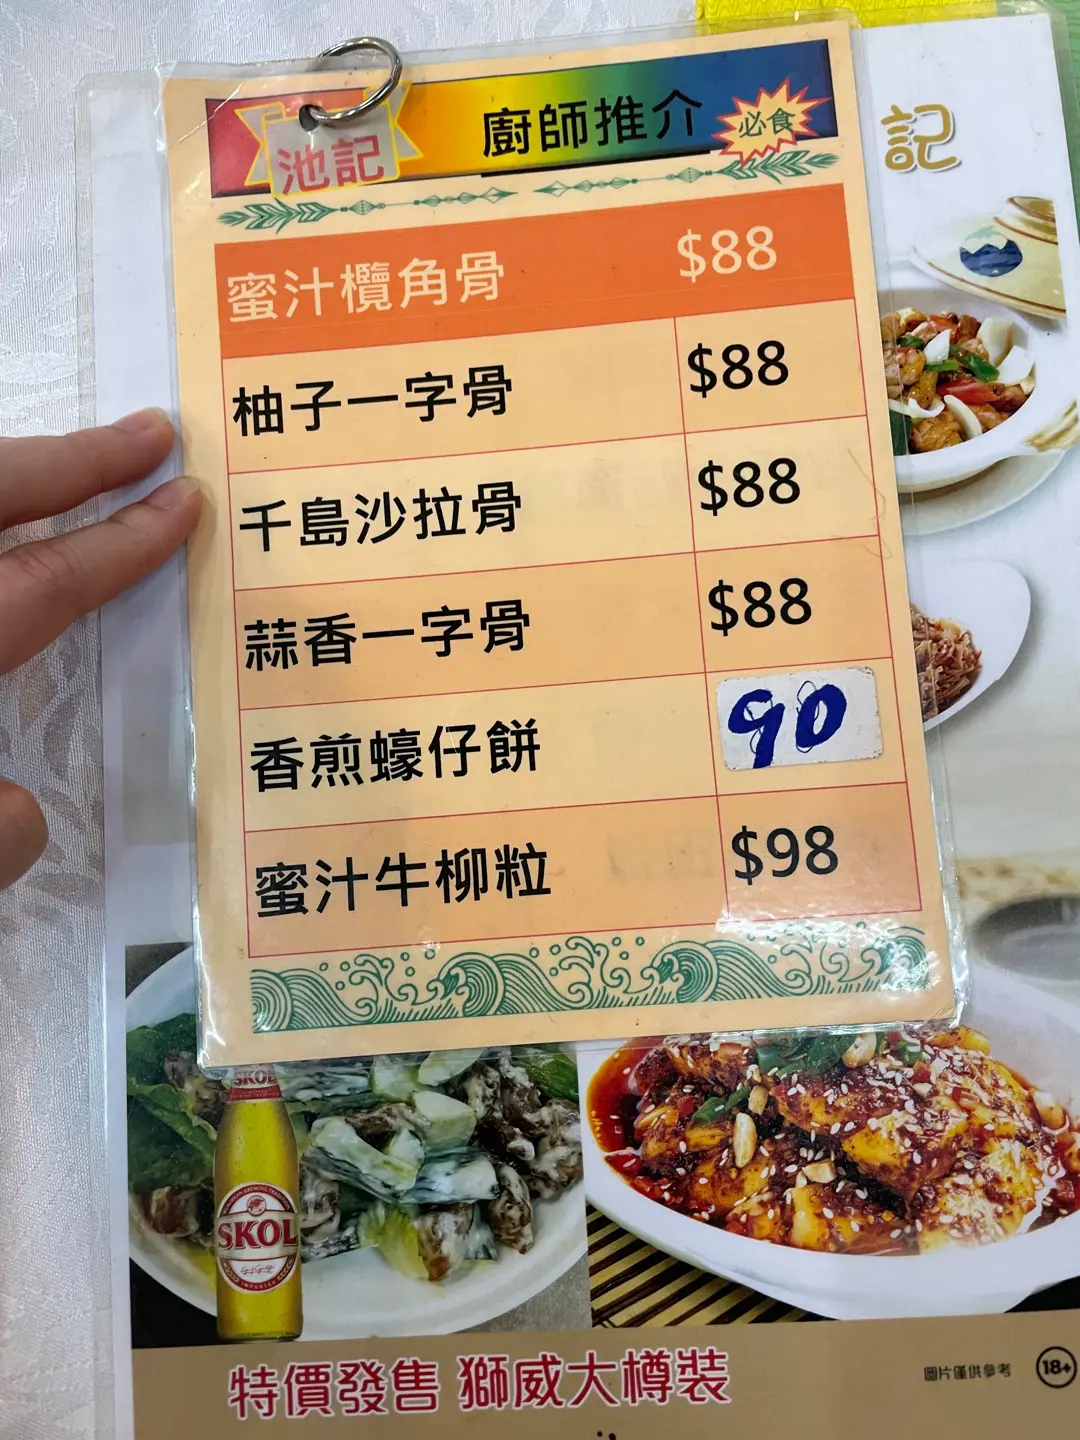 池記
廚師推介
必食
記
蜜汁欖角骨 $88
柚子一字骨 $88
千島沙拉骨 $88
蒜香一字骨 $88
香煎蠔仔餅 90
蜜汁牛柳粒 $98
SKOL
SKOL
特價發售 獅威大樽裝
圖片僅供參考
18+